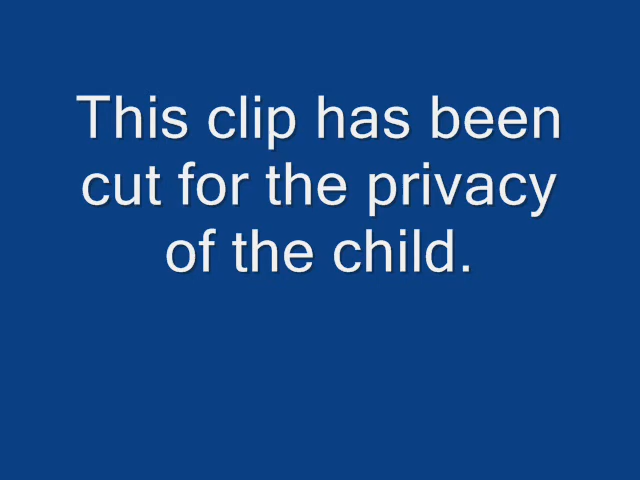 This clip has been
cut for the privacy
of the child.